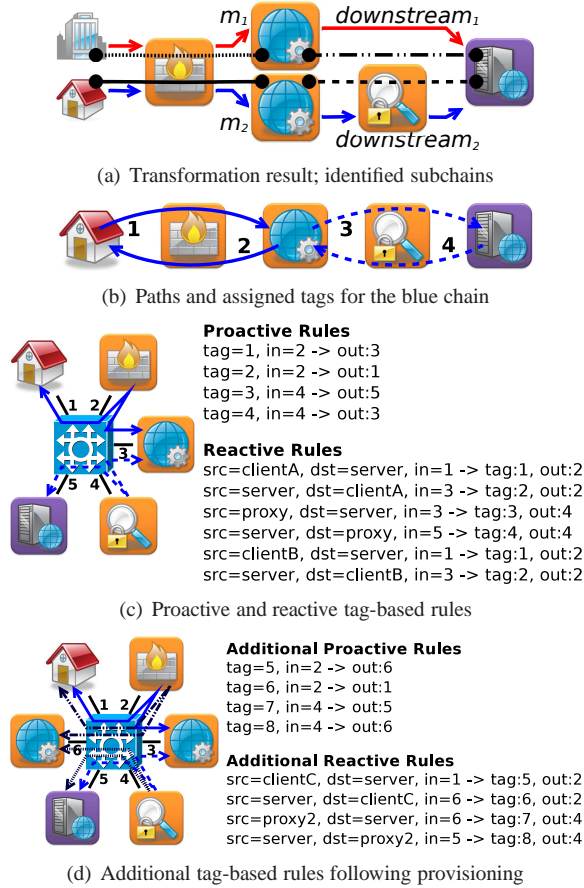 m1 downstream1
m2 downstream2
(a) Transformation result; identified subchains
1 2 3 4
(b) Paths and assigned tags for the blue chain
Proactive Rules
tag=1, in=2 -> out:3
tag=2, in=2 -> out:1
tag=3, in=4 -> out:5
tag=4, in=4 -> out:3
1 2
3
5 4
Reactive Rules
src=clientA, dst=server, in=1 -> tag:1, out:2
src=server, dst=clientA, in=3 -> tag:2, out:2
src=proxy, dst=server, in=3 -> tag:3, out:4
src=server, dst=proxy, in=5 -> tag:4, out:4
src=clientB, dst=server, in=1 -> tag:1, out:2
src=server, dst=clientB, in=3 -> tag:2, out:2
(c) Proactive and reactive tag-based rules
Additional Proactive Rules
tag=5, in=2 -> out:6
tag=6, in=2 -> out:1
tag=7, in=4 -> out:5
tag=8, in=4 -> out:6
1 2
6 3
5 4
Additional Reactive Rules
src=clientC, dst=server, in=1 -> tag:5, out:2
src=server, dst=clientC, in=6 -> tag:6, out:2
src=proxy2, dst=server, in=6 -> tag:7, out:4
src=server, dst=proxy2, in=5 -> tag:8, out:4
(d) Additional tag-based rules following provisioning